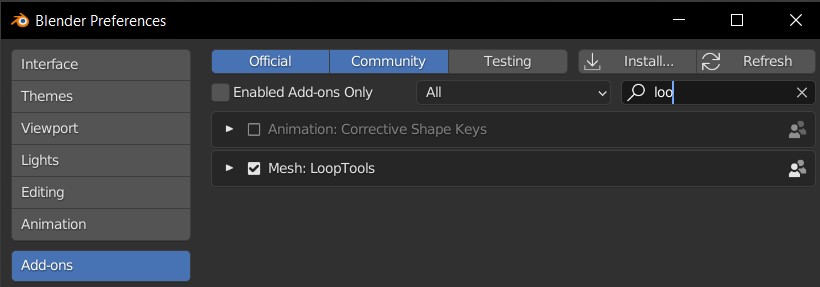 Blender Preferences
Interface
Themes
Viewport
Lights
Editing
Animation
Add-ons
Official Community Testing Install... Refresh
Enabled Add-ons Only All loo
Animation: Corrective Shape Keys
Mesh: LoopTools